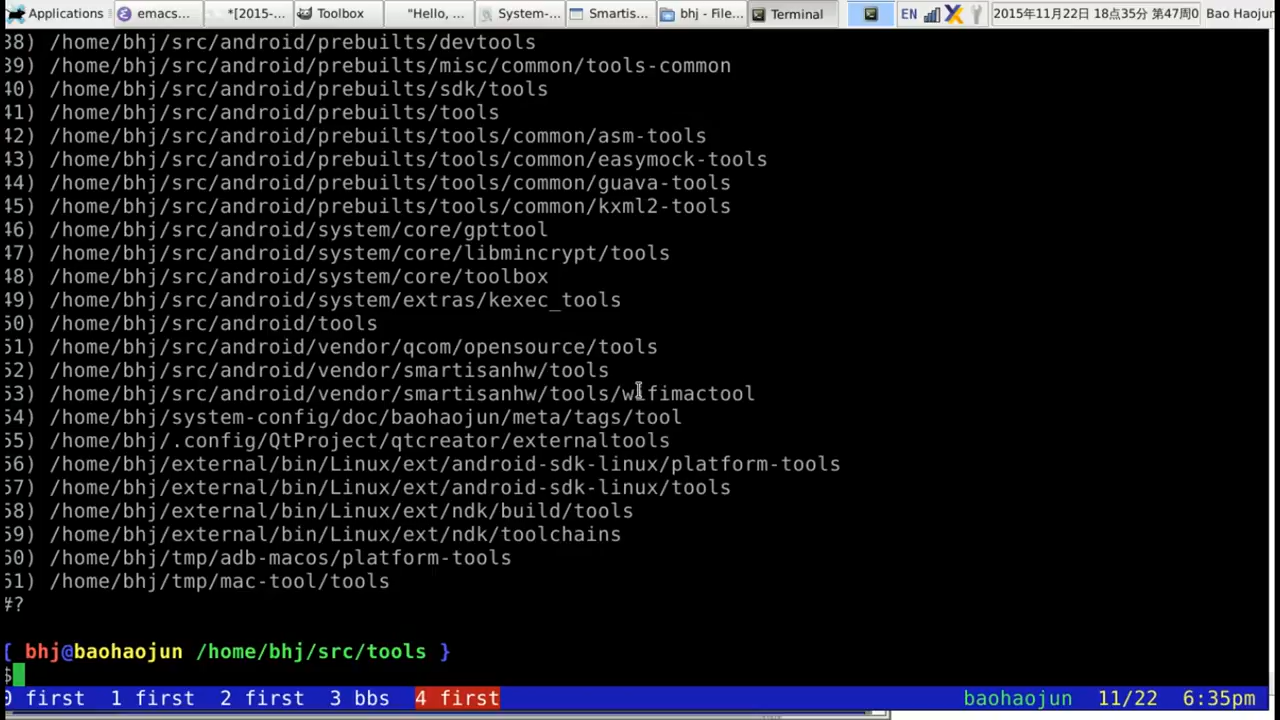 Applications emacs... *[2015-... Toolbox "Hello, ... System-... Smartis... bhj - File... Terminal EN 2015年11月22日 18点35分 第47周0 Bao Haojun
38) /home/bhj/src/android/prebuilts/devtools
39) /home/bhj/src/android/prebuilts/misc/common/tools-common
40) /home/bhj/src/android/prebuilts/sdk/tools
41) /home/bhj/src/android/prebuilts/tools
42) /home/bhj/src/android/prebuilts/tools/common/asm-tools
43) /home/bhj/src/android/prebuilts/tools/common/easymock-tools
44) /home/bhj/src/android/prebuilts/tools/common/guava-tools
45) /home/bhj/src/android/prebuilts/tools/common/kxml2-tools
46) /home/bhj/src/android/system/core/gpttool
47) /home/bhj/src/android/system/core/libmincrypt/tools
48) /home/bhj/src/android/system/core/toolbox
49) /home/bhj/src/android/system/extras/kexec_tools
50) /home/bhj/src/android/tools
51) /home/bhj/src/android/vendor/qcom/opensource/tools
52) /home/bhj/src/android/vendor/smartisanhw/tools
53) /home/bhj/src/android/vendor/smartisanhw/tools/wifimactool
54) /home/bhj/system-config/doc/baohaojun/meta/tags/tool
55) /home/bhj/.config/QtProject/qtcreator/externaltools
56) /home/bhj/external/bin/Linux/ext/android-sdk-linux/platform-tools
57) /home/bhj/external/bin/Linux/ext/android-sdk-linux/tools
58) /home/bhj/external/bin/Linux/ext/ndk/build/tools
59) /home/bhj/external/bin/Linux/ext/ndk/toolchains
60) /home/bhj/tmp/adb-macos/platform-tools
61) /home/bhj/tmp/mac-tool/tools
#?
[ bhj@baohaojun /home/bhj/src/tools }
$
0 first 1 first 2 first 3 bbs 4 first baohaojun 11/22 6:35pm